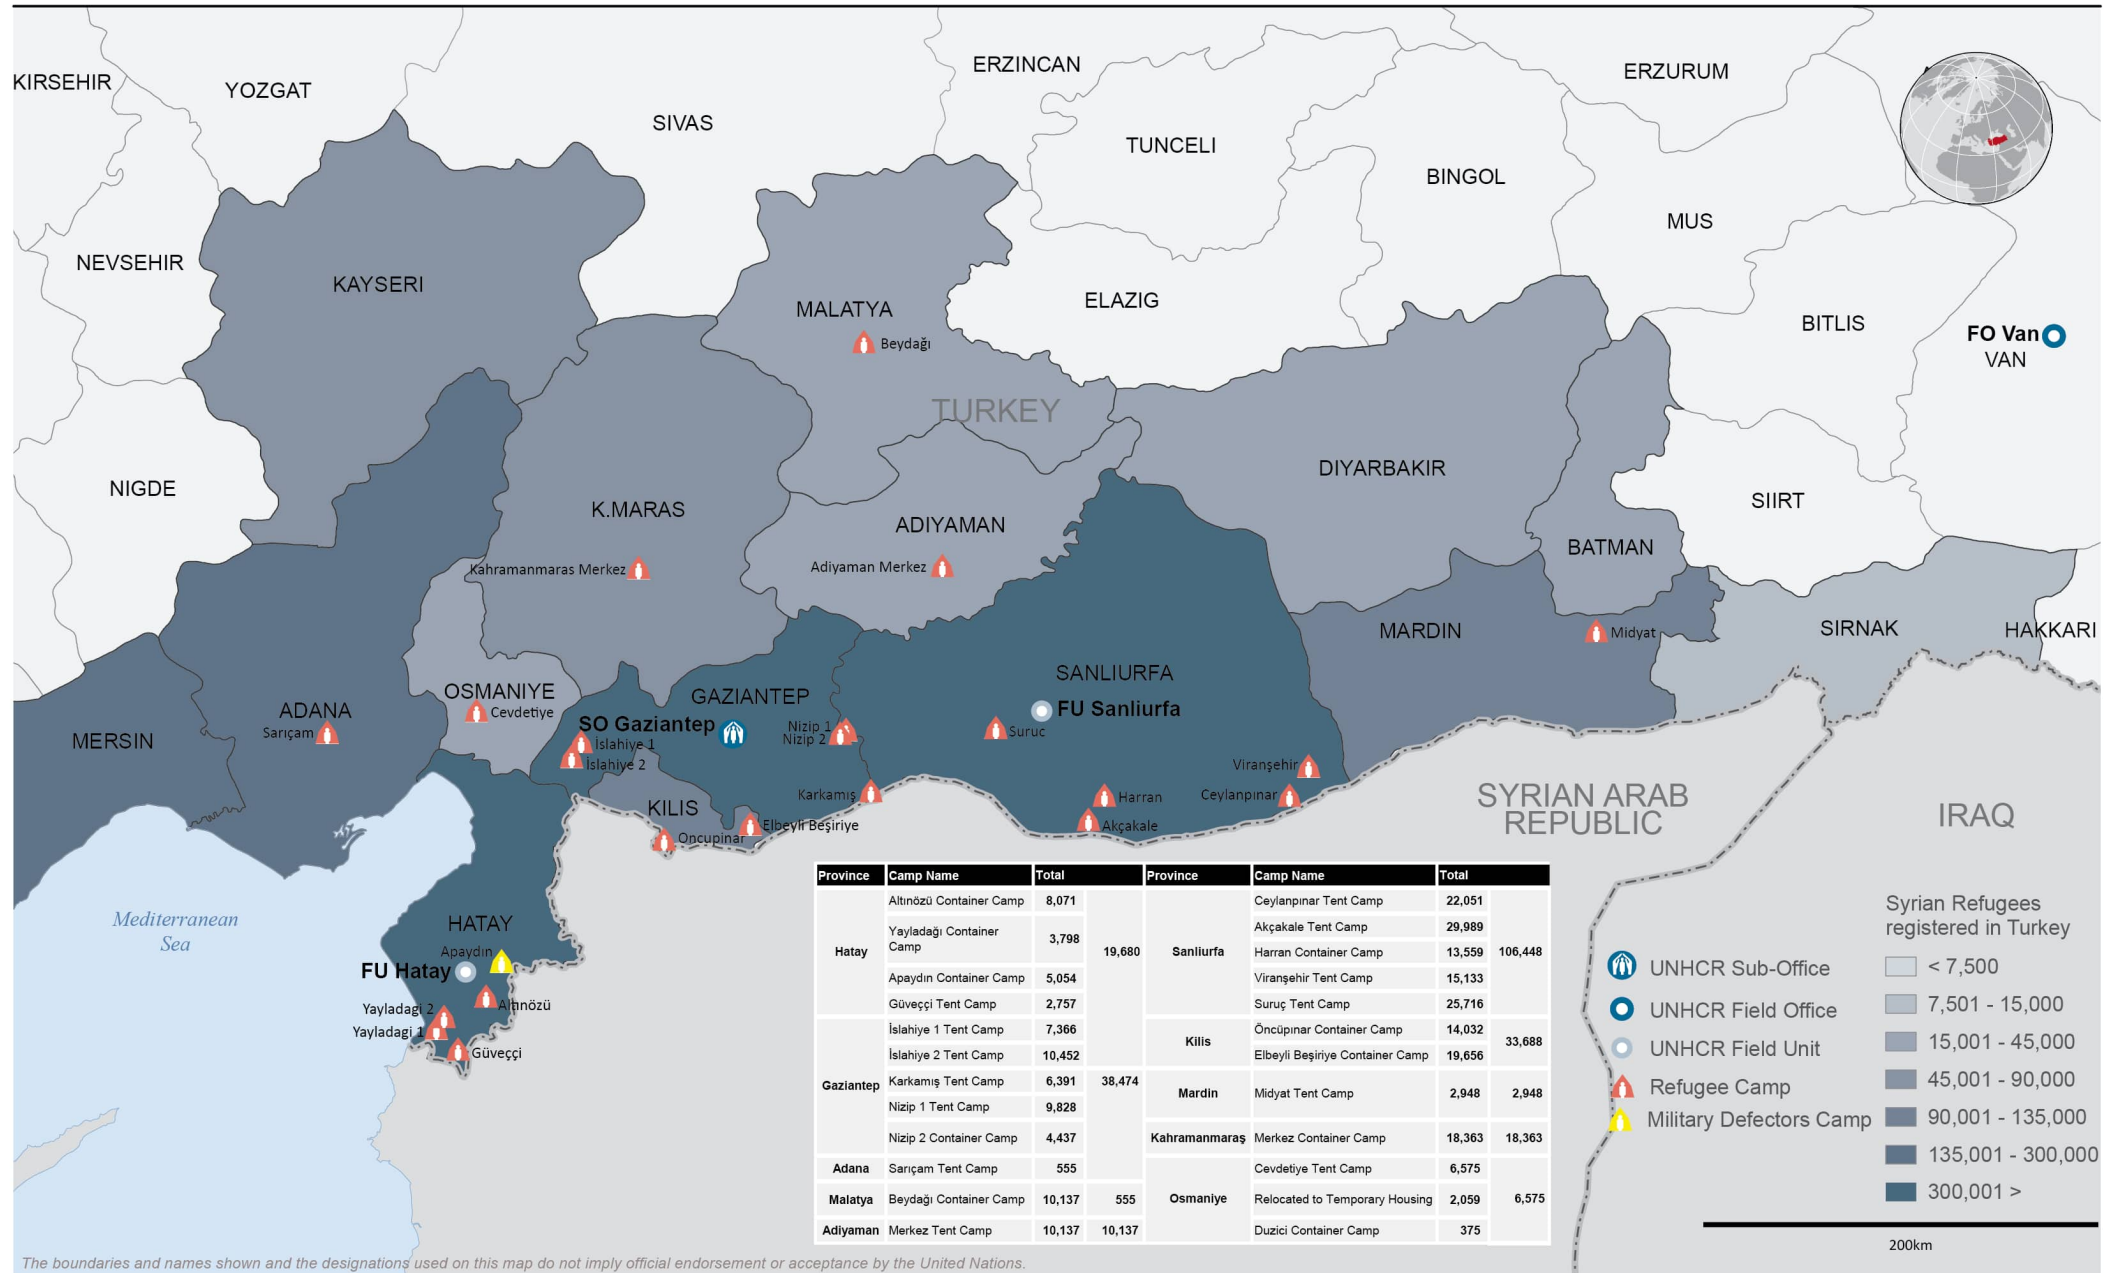 KIRSEHIR
YOZGAT
SIVAS
ERZINCAN
TUNCELI
ERZURUM
BINGOL
MUS
NEVSEHIR
KAYSERI
MALATYA
Beydağı
ELAZIG
BITLIS
FO Van
VAN
TURKEY
NIGDE
K.MARAS
Kahramanmaras Merkez
ADIYAMAN
Adiyaman Merkez
DIYARBAKIR
BATMAN
SIIRT
MARDIN
Midyat
SIRNAK
HAKKARI
MERSIN
ADANA
Sarıçam
OSMANIYE
Cevdetiye
GAZIANTEP
SO Gaziantep
İslahiye 1
İslahiye 2
Nizip 1
Nizip 2
Karkamış
SANLIURFA
FU Sanliurfa
Suruc
Viranşehir
Ceylanpınar
Harran
Akçakale
KILIS
Elbeyli Beşiriye
Oncupinar
SYRIAN ARAB
REPUBLIC
IRAQ
Mediterranean
Sea
HATAY
Apaydın
FU Hatay
Altınözü
Yayladagi 2
Yayladagi 1
Güveççi
Province Camp Name Total Province Camp Name Total
Hatay
Altınözü Container Camp 8,071
Yayladağı Container
Camp
3,798
19,680
Apaydın Container Camp 5,054
Güveççi Tent Camp 2,757
Gaziantep
İslahiye 1 Tent Camp 7,366
İslahiye 2 Tent Camp 10,452
Karkamış Tent Camp 6,391 38,474
Nizip 1 Tent Camp 9,828
Nizip 2 Container Camp 4,437
Adana Sarıçam Tent Camp 555
Malatya Beydağı Container Camp 10,137 555
Adiyaman Merkez Tent Camp 10,137 10,137
Sanliurfa
Ceylanpınar Tent Camp 22,051
Akçakale Tent Camp 29,989
Harran Container Camp 13,559 106,448
Viranşehir Tent Camp 15,133
Suruç Tent Camp 25,716
Kilis
Öncüpınar Container Camp 14,032
33,688
Elbeyli Beşiriye Container Camp 19,656
Mardin Midyat Tent Camp 2,948 2,948
Kahramanmaraş Merkez Container Camp 18,363 18,363
Osmaniye
Cevdetiye Tent Camp 6,575
Relocated to Temporary Housing 2,059 6,575
Duzici Container Camp 375
UNHCR Sub-Office
UNHCR Field Office
UNHCR Field Unit
Refugee Camp
Military Defectors Camp
Syrian Refugees
registered in Turkey
< 7,500
7,501 - 15,000
15,001 - 45,000
45,001 - 90,000
90,001 - 135,000
135,001 - 300,000
300,001 >
200km
The boundaries and names shown and the designations used on this map do not imply official endorsement or acceptance by the United Nations.